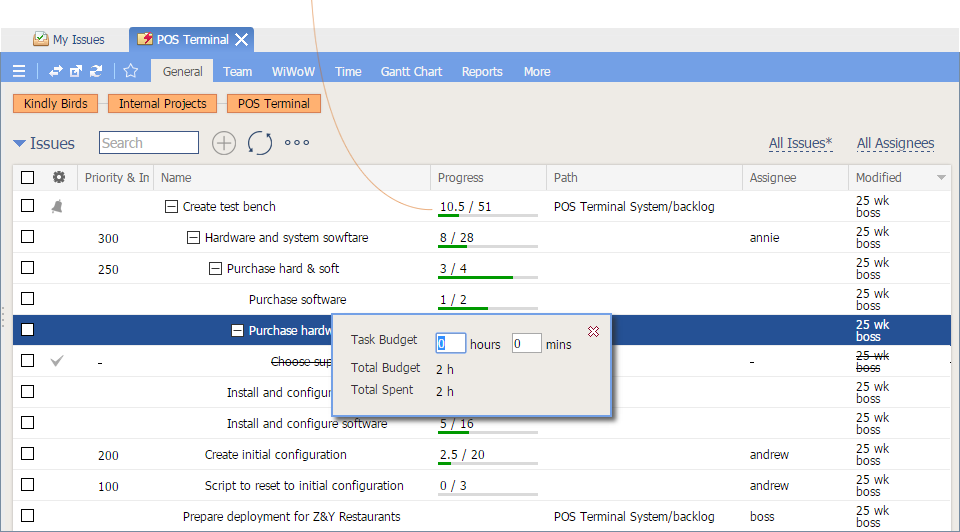 My Issues POS Terminal
General Team WiWoW Time Gantt Chart Reports More
Kindly Birds Internal Projects POS Terminal
Issues Search All Issues* All Assignees
Priority & In Name Progress Path Assignee Modified
Create test bench 10.5 / 51 POS Terminal System/backlog 25 wk
boss
300 Hardware and system sowftare 8 / 28 annie 25 wk
boss
250 Purchase hard & soft 3 / 4 25 wk
boss
Purchase software 1 / 2 25 wk
boss
Purchase hardw 25 wk
boss
Task Budget 0 hours 0 mins
- Choose sup - 25 wk
boss
Total Budget 2 h
Total Spent 2 h
Install and configur 25 wk
boss
Install and configure software 5 / 16 25 wk
boss
200 Create initial configuration 2.5 / 20 andrew 25 wk
boss
100 Script to reset to initial configuration 0 / 3 andrew 25 wk
boss
Prepare deployment for Z&Y Restaurants POS Terminal System/backlog boss 25 wk
boss